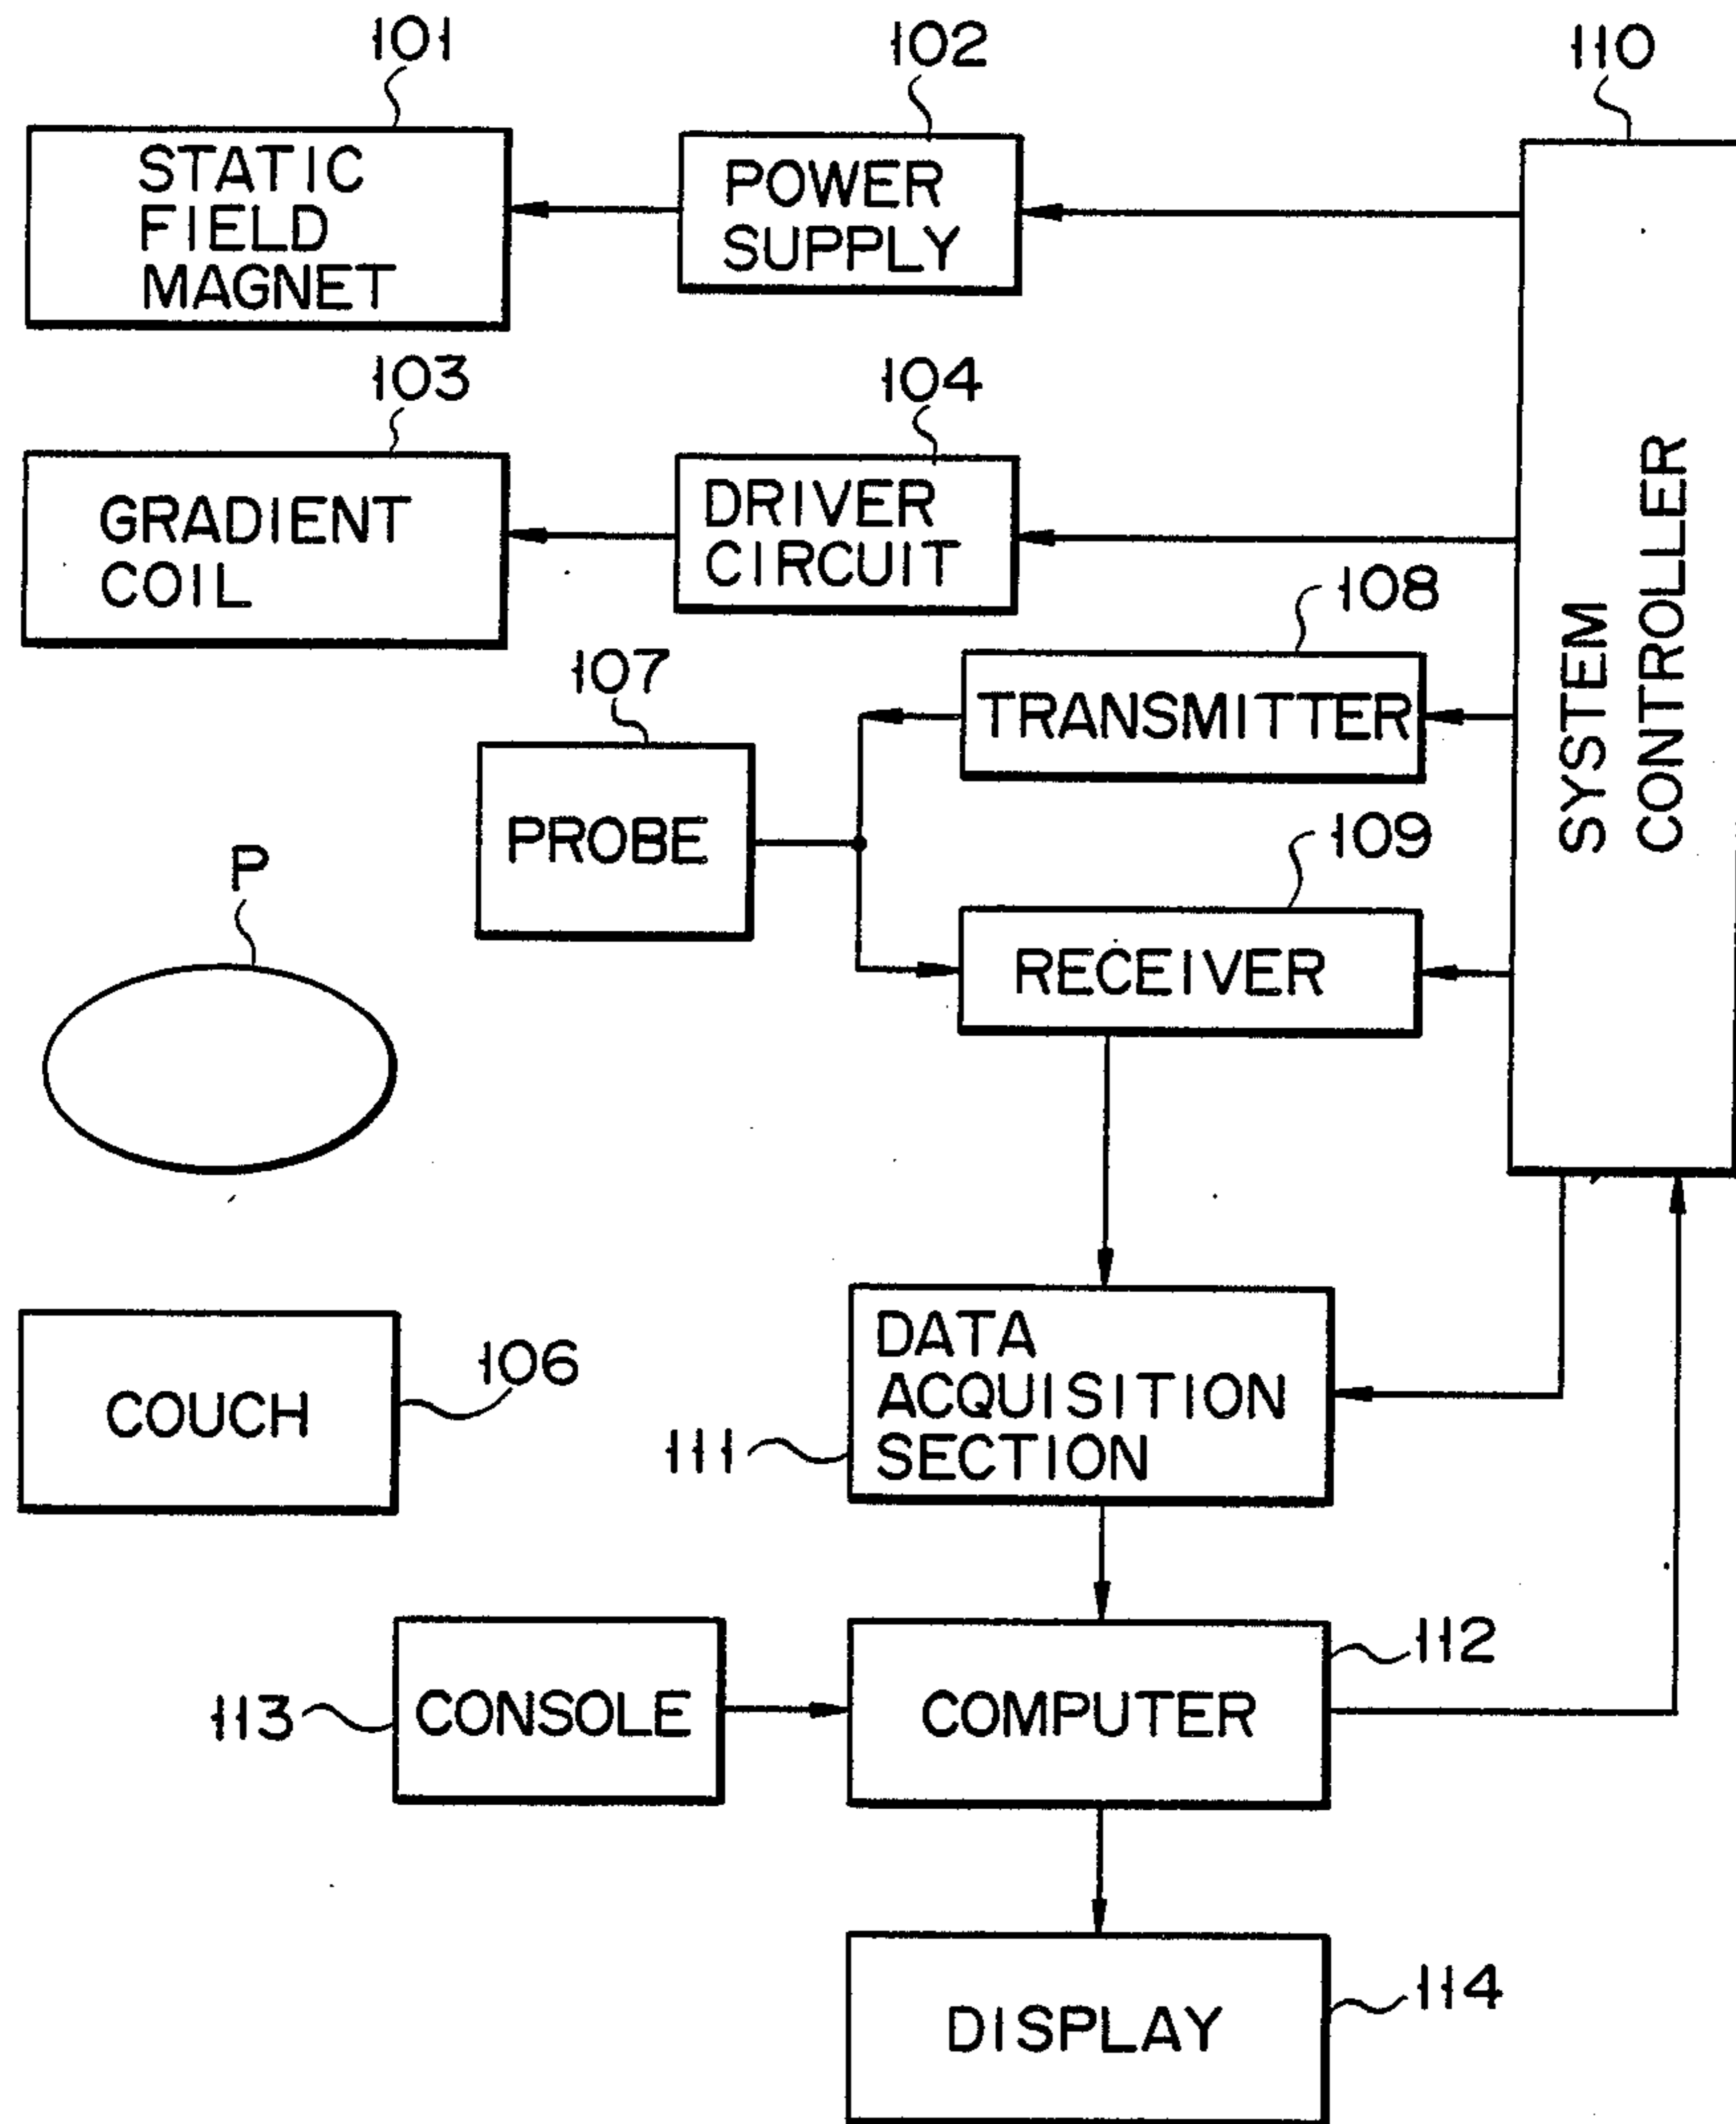 101
102
110
STATIC
FIELD
MAGNET
POWER
SUPPLY
103
104
GRADIENT
COIL
DRIVER
CIRCUIT
SYSTEM
CONTROLLER
108
107
TRANSMITTER
PROBE
109
P
RECEIVER
DATA
ACQUISITION
SECTION
106
COUCH
111
112
113
CONSOLE
COMPUTER
114
DISPLAY